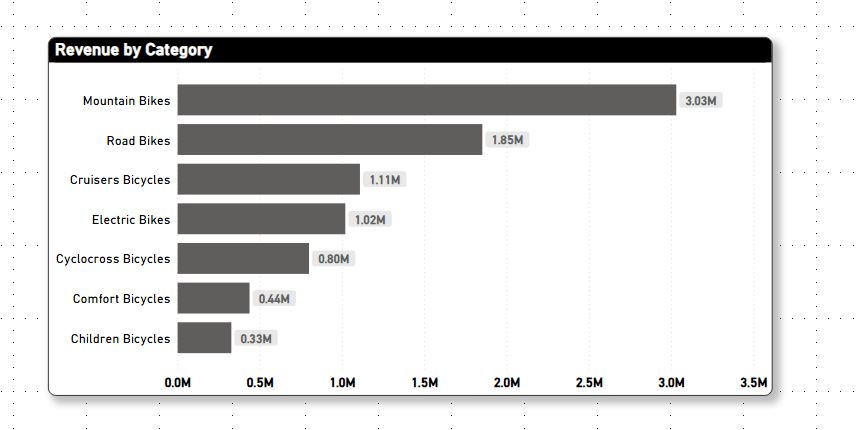 Revenue by Category
Mountain Bikes 3.03M
Road Bikes 1.85M
Cruisers Bicycles 1.11M
Electric Bikes 1.02M
Cyclocross Bicycles 0.80M
Comfort Bicycles 0.44M
Children Bicycles 0.33M
0.0M 0.5M 1.0M 1.5M 2.0M 2.5M 3.0M 3.5M